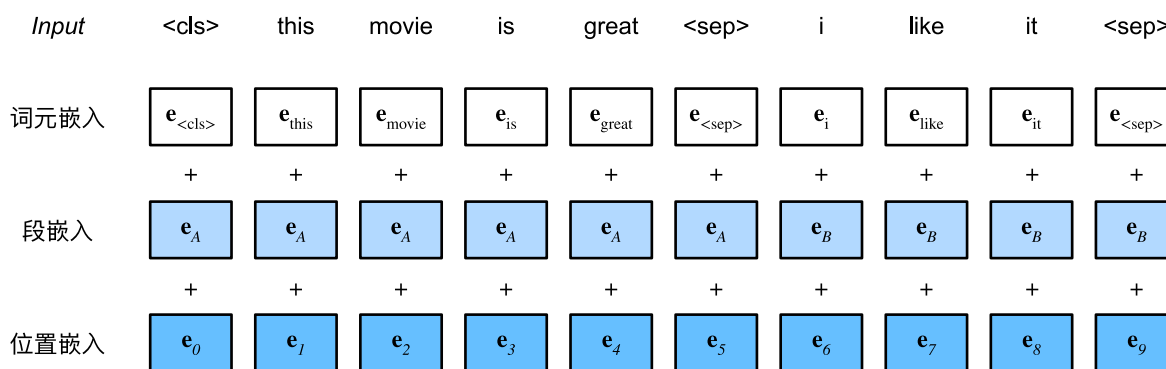 Input <cls> this movie is great <sep> i like it <sep>
词元嵌入 e<cls> ethis emovie eis egreat e<sep> ei elike eit e<sep>
+ + + + + + + + + +
段嵌入 eA eA eA eA eA eA eB eB eB eB
+ + + + + + + + + +
位置嵌入 e0 e1 e2 e3 e4 e5 e6 e7 e8 e9